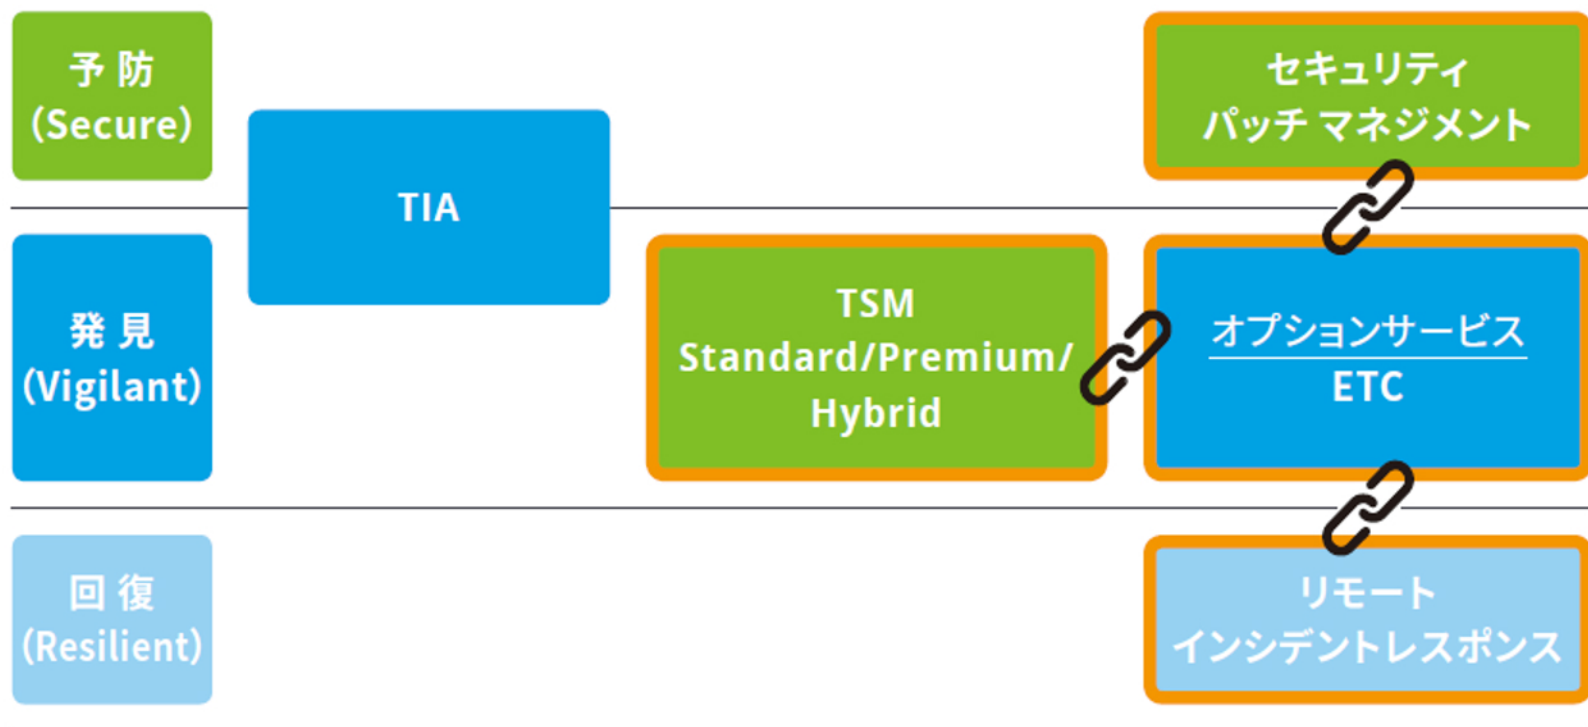 予 防
(Secure)
TIA
セキュリティ
パッチ マネジメント
発 見
(Vigilant)
TSM
Standard/Premium/
Hybrid
オプションサービス
ETC
回 復
(Resilient)
リモート
インシデントレスポンス